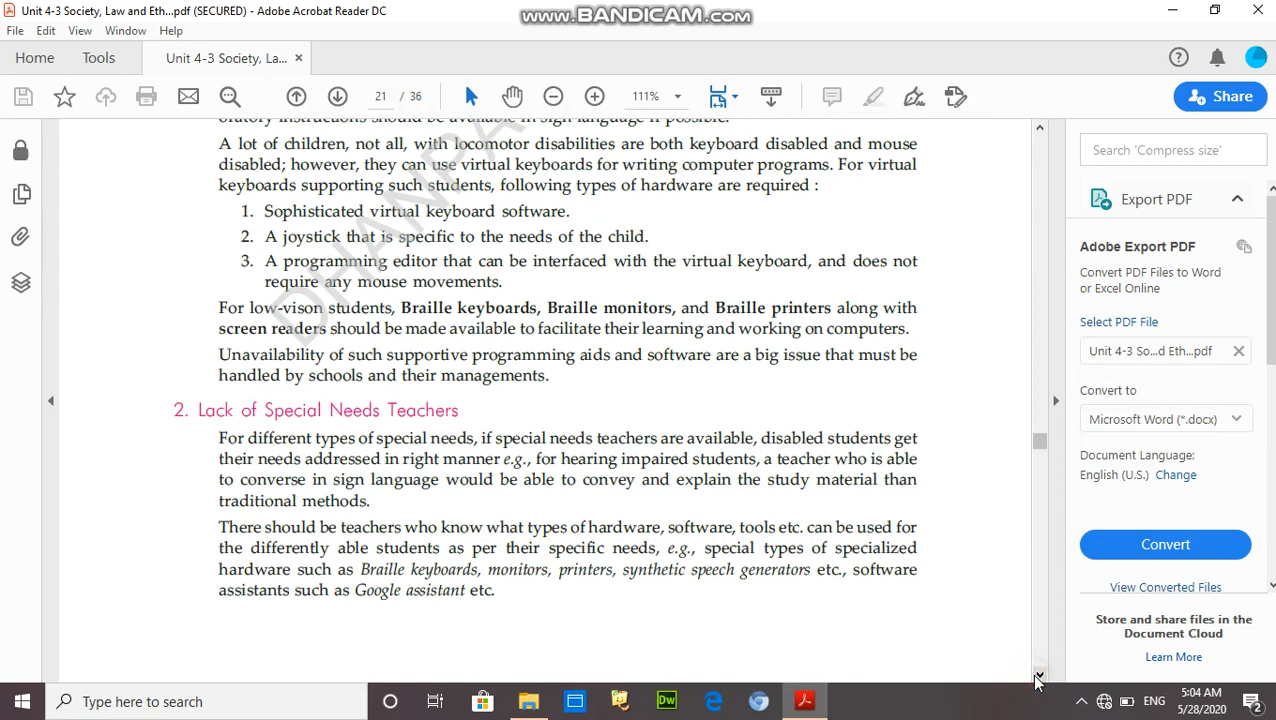 Unit 4-3 Society, Law and Eth...pdf (SECURED) - Adobe Acrobat Reader DC
www.BANDICAM.com
File Edit View Window Help
Home Tools Unit 4-3 Society, La... ×
21 / 36 111% Share
oratory instructions should be available in sign language if possible.
A lot of children, not all, with locomotor disabilities are both keyboard disabled and mouse
disabled; however, they can use virtual keyboards for writing computer programs. For virtual
keyboards supporting such students, following types of hardware are required :
1. Sophisticated virtual keyboard software.
2. A joystick that is specific to the needs of the child.
3. A programming editor that can be interfaced with the virtual keyboard, and does not
require any mouse movements.
For low-vison students, Braille keyboards, Braille monitors, and Braille printers along with
screen readers should be made available to facilitate their learning and working on computers.
Unavailability of such supportive programming aids and software are a big issue that must be
handled by schools and their managements.
2. Lack of Special Needs Teachers
For different types of special needs, if special needs teachers are available, disabled students get
their needs addressed in right manner e.g., for hearing impaired students, a teacher who is able
to converse in sign language would be able to convey and explain the study material than
traditional methods.
There should be teachers who know what types of hardware, software, tools etc. can be used for
the differently able students as per their specific needs, e.g., special types of specialized
hardware such as Braille keyboards, monitors, printers, synthetic speech generators etc., software
assistants such as Google assistant etc.
DHANPA
Search 'Compress size'
Export PDF
Adobe Export PDF
Convert PDF Files to Word
or Excel Online
Select PDF File
Unit 4-3 So...d Eth...pdf
Convert to
Microsoft Word (*.docx)
Document Language:
English (U.S.) Change
Convert
View Converted Files
Store and share files in the
Document Cloud
Learn More
Type here to search
Dw
ENG
5:04 AM
5/28/2020
2